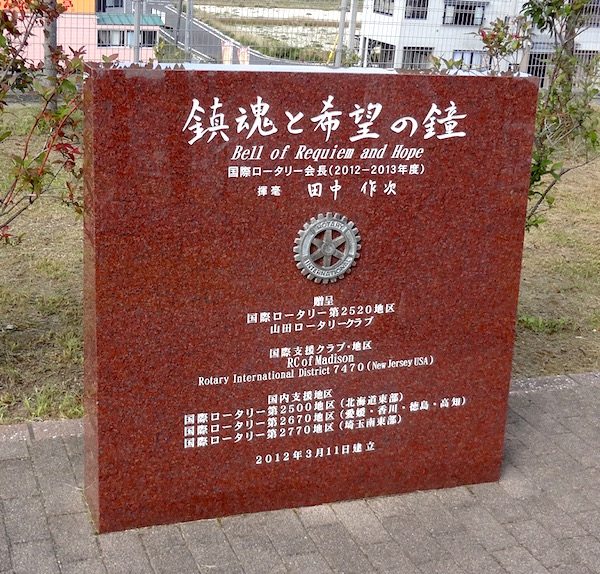 鎮魂と希望の鐘
Bell of Requiem and Hope
国際ロータリー会長(2012－2013年度)
揮毫 田中 作次
ROTARY
INTERNATIONAL
贈呈
国際ロータリー第2520地区
山田ロータリークラブ
国際支援クラブ・地区
RC of Madison
Rotary International District 7470 (New Jersey USA)
国内支援地区
国際ロータリー第2500地区(北海道東部)
国際ロータリー第2670地区(愛媛・香川・徳島・高知)
国際ロータリー第2770地区(埼玉南東部)
2012年3月11日建立